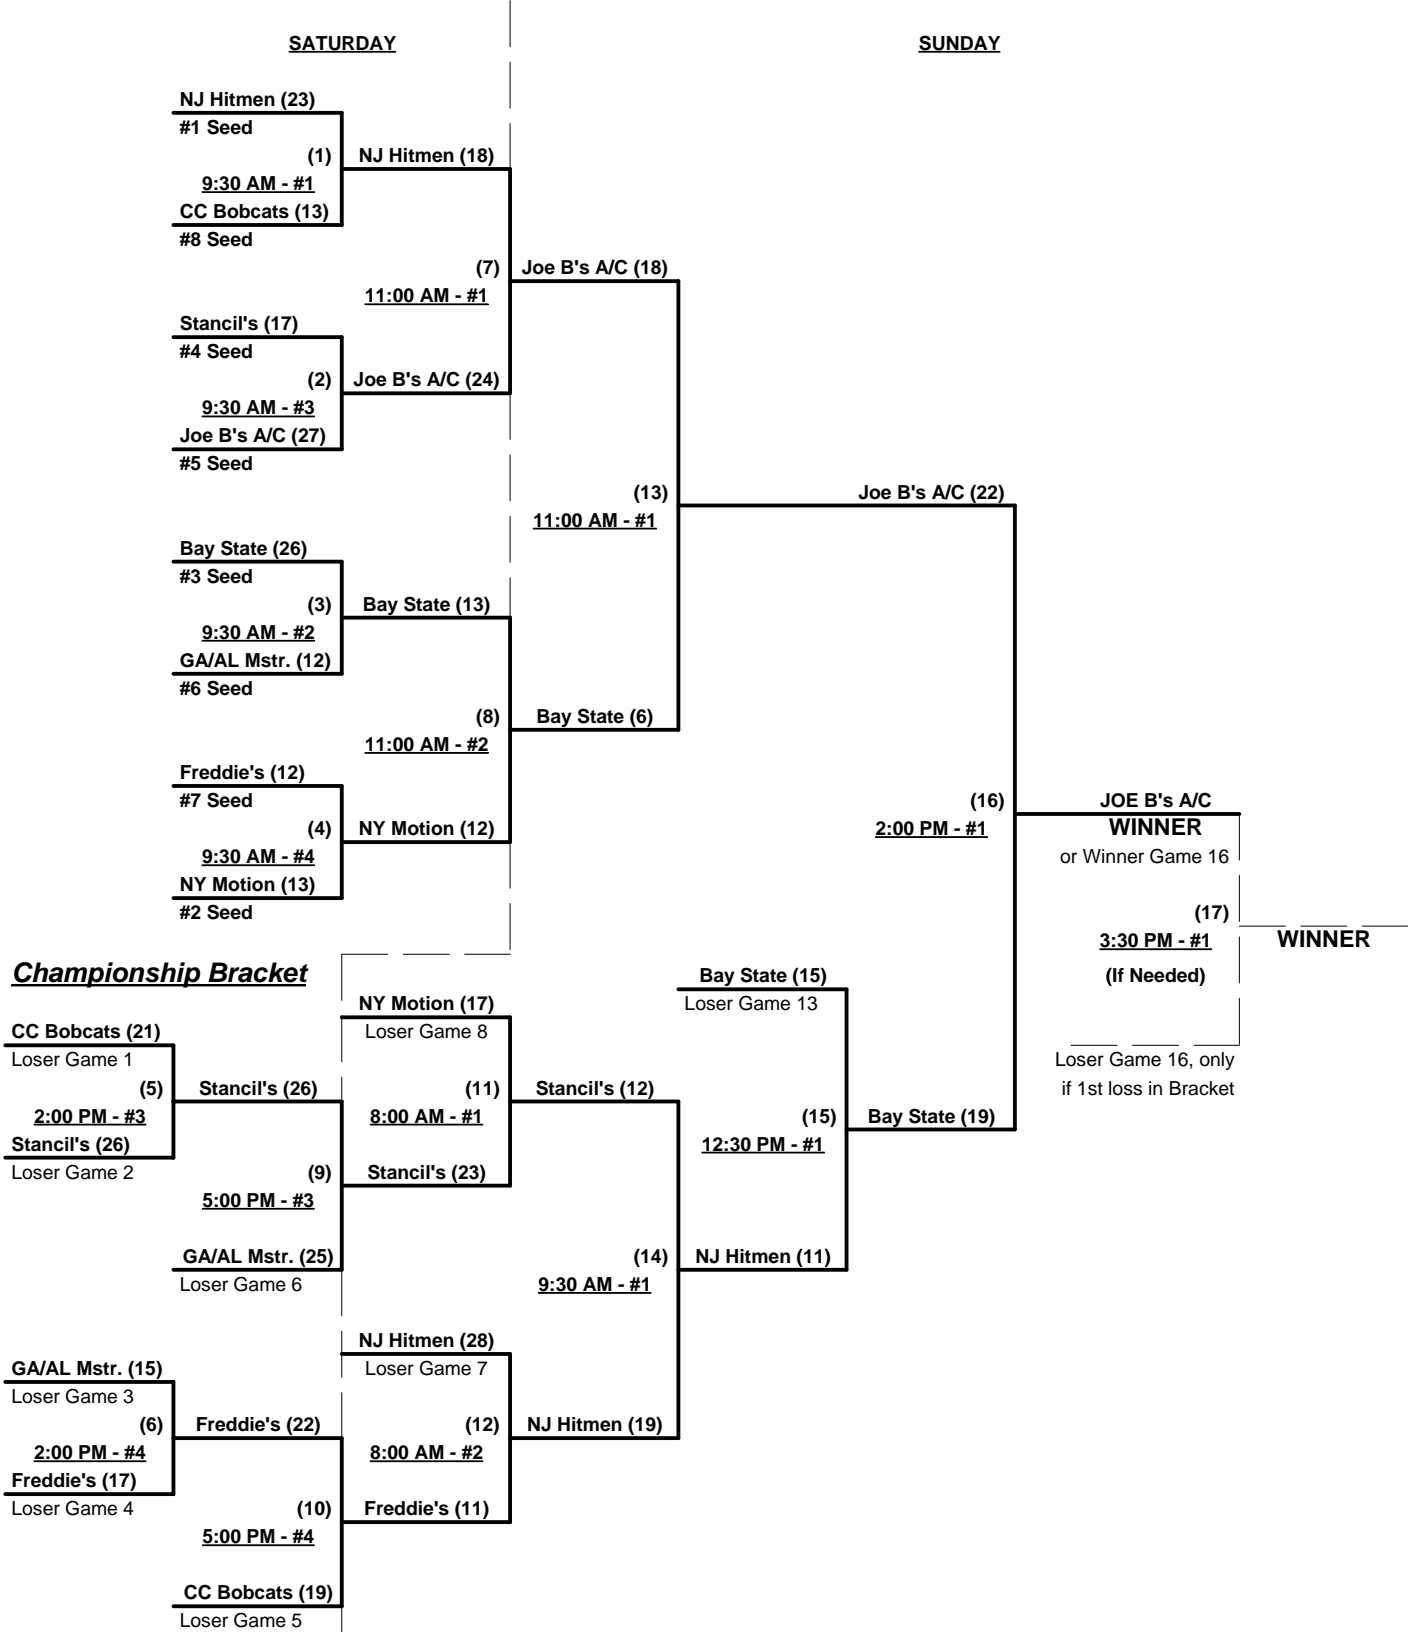 SATURDAY
SUNDAY
NJ Hitmen (23)
#1 Seed
(1)
NJ Hitmen (18)
9:30 AM - #1
CC Bobcats (13)
#8 Seed
(7)
Joe B's A/C (18)
11:00 AM - #1
Stancil's (17)
#4 Seed
(2)
Joe B's A/C (24)
9:30 AM - #3
Joe B's A/C (27)
#5 Seed
(13)
Joe B's A/C (22)
11:00 AM - #1
Bay State (26)
#3 Seed
(3)
Bay State (13)
9:30 AM - #2
GA/AL Mstr. (12)
#6 Seed
(8)
Bay State (6)
11:00 AM - #2
Freddie's (12)
#7 Seed
(4)
NY Motion (12)
9:30 AM - #4
NY Motion (13)
#2 Seed
(16)
JOE B's A/C
2:00 PM - #1
WINNER
or Winner Game 16
(17)
3:30 PM - #1
WINNER
(If Needed)
Loser Game 16, only
if 1st loss in Bracket
Championship Bracket
Bay State (15)
Loser Game 13
NY Motion (17)
Loser Game 8
CC Bobcats (21)
Loser Game 1
(5)
Stancil's (26)
2:00 PM - #3
Stancil's (26)
Loser Game 2
(11)
Stancil's (12)
8:00 AM - #1
(15)
Bay State (19)
12:30 PM - #1
(9)
Stancil's (23)
5:00 PM - #3
GA/AL Mstr. (25)
Loser Game 6
(14)
NJ Hitmen (11)
9:30 AM - #1
NJ Hitmen (28)
Loser Game 7
GA/AL Mstr. (15)
Loser Game 3
(6)
Freddie's (22)
2:00 PM - #4
Freddie's (17)
Loser Game 4
(12)
NJ Hitmen (19)
8:00 AM - #2
(10)
Freddie's (11)
5:00 PM - #4
CC Bobcats (19)
Loser Game 5